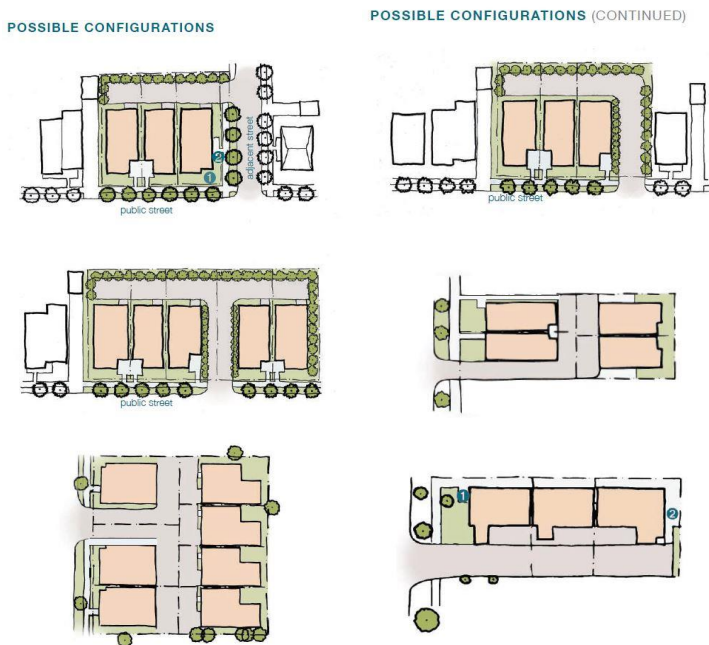 POSSIBLE CONFIGURATIONS
adjacent street
2
1
public street
public street
POSSIBLE CONFIGURATIONS (CONTINUED)
public street
1
2